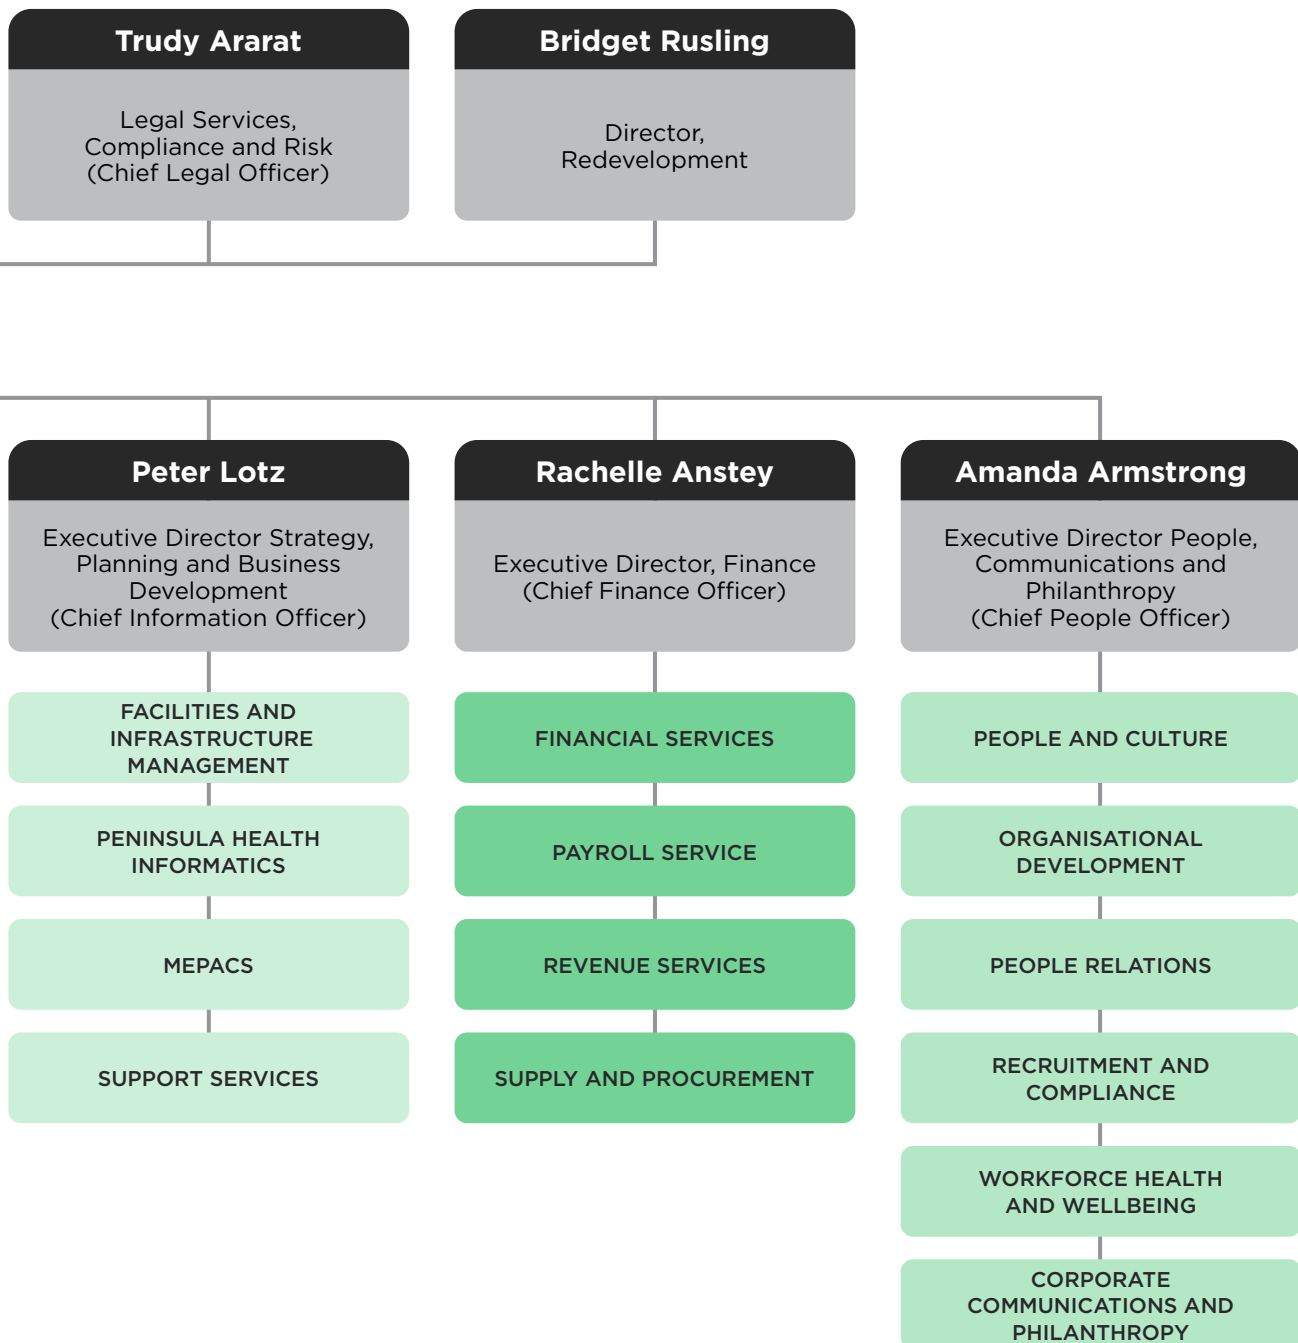 Trudy Ararat
Legal Services,
Compliance and Risk
(Chief Legal Officer)
Bridget Rusling
Director,
Redevelopment
Peter Lotz
Executive Director Strategy,
Planning and Business
Development
(Chief Information Officer)
FACILITIES AND
INFRASTRUCTURE
MANAGEMENT
PENINSULA HEALTH
INFORMATICS
MEPACS
SUPPORT SERVICES
Rachelle Anstey
Executive Director, Finance
(Chief Finance Officer)
FINANCIAL SERVICES
PAYROLL SERVICE
REVENUE SERVICES
SUPPLY AND PROCUREMENT
Amanda Armstrong
Executive Director People,
Communications and
Philanthropy
(Chief People Officer)
PEOPLE AND CULTURE
ORGANISATIONAL
DEVELOPMENT
PEOPLE RELATIONS
RECRUITMENT AND
COMPLIANCE
WORKFORCE HEALTH
AND WELLBEING
CORPORATE
COMMUNICATIONS AND
PHILANTHROPY